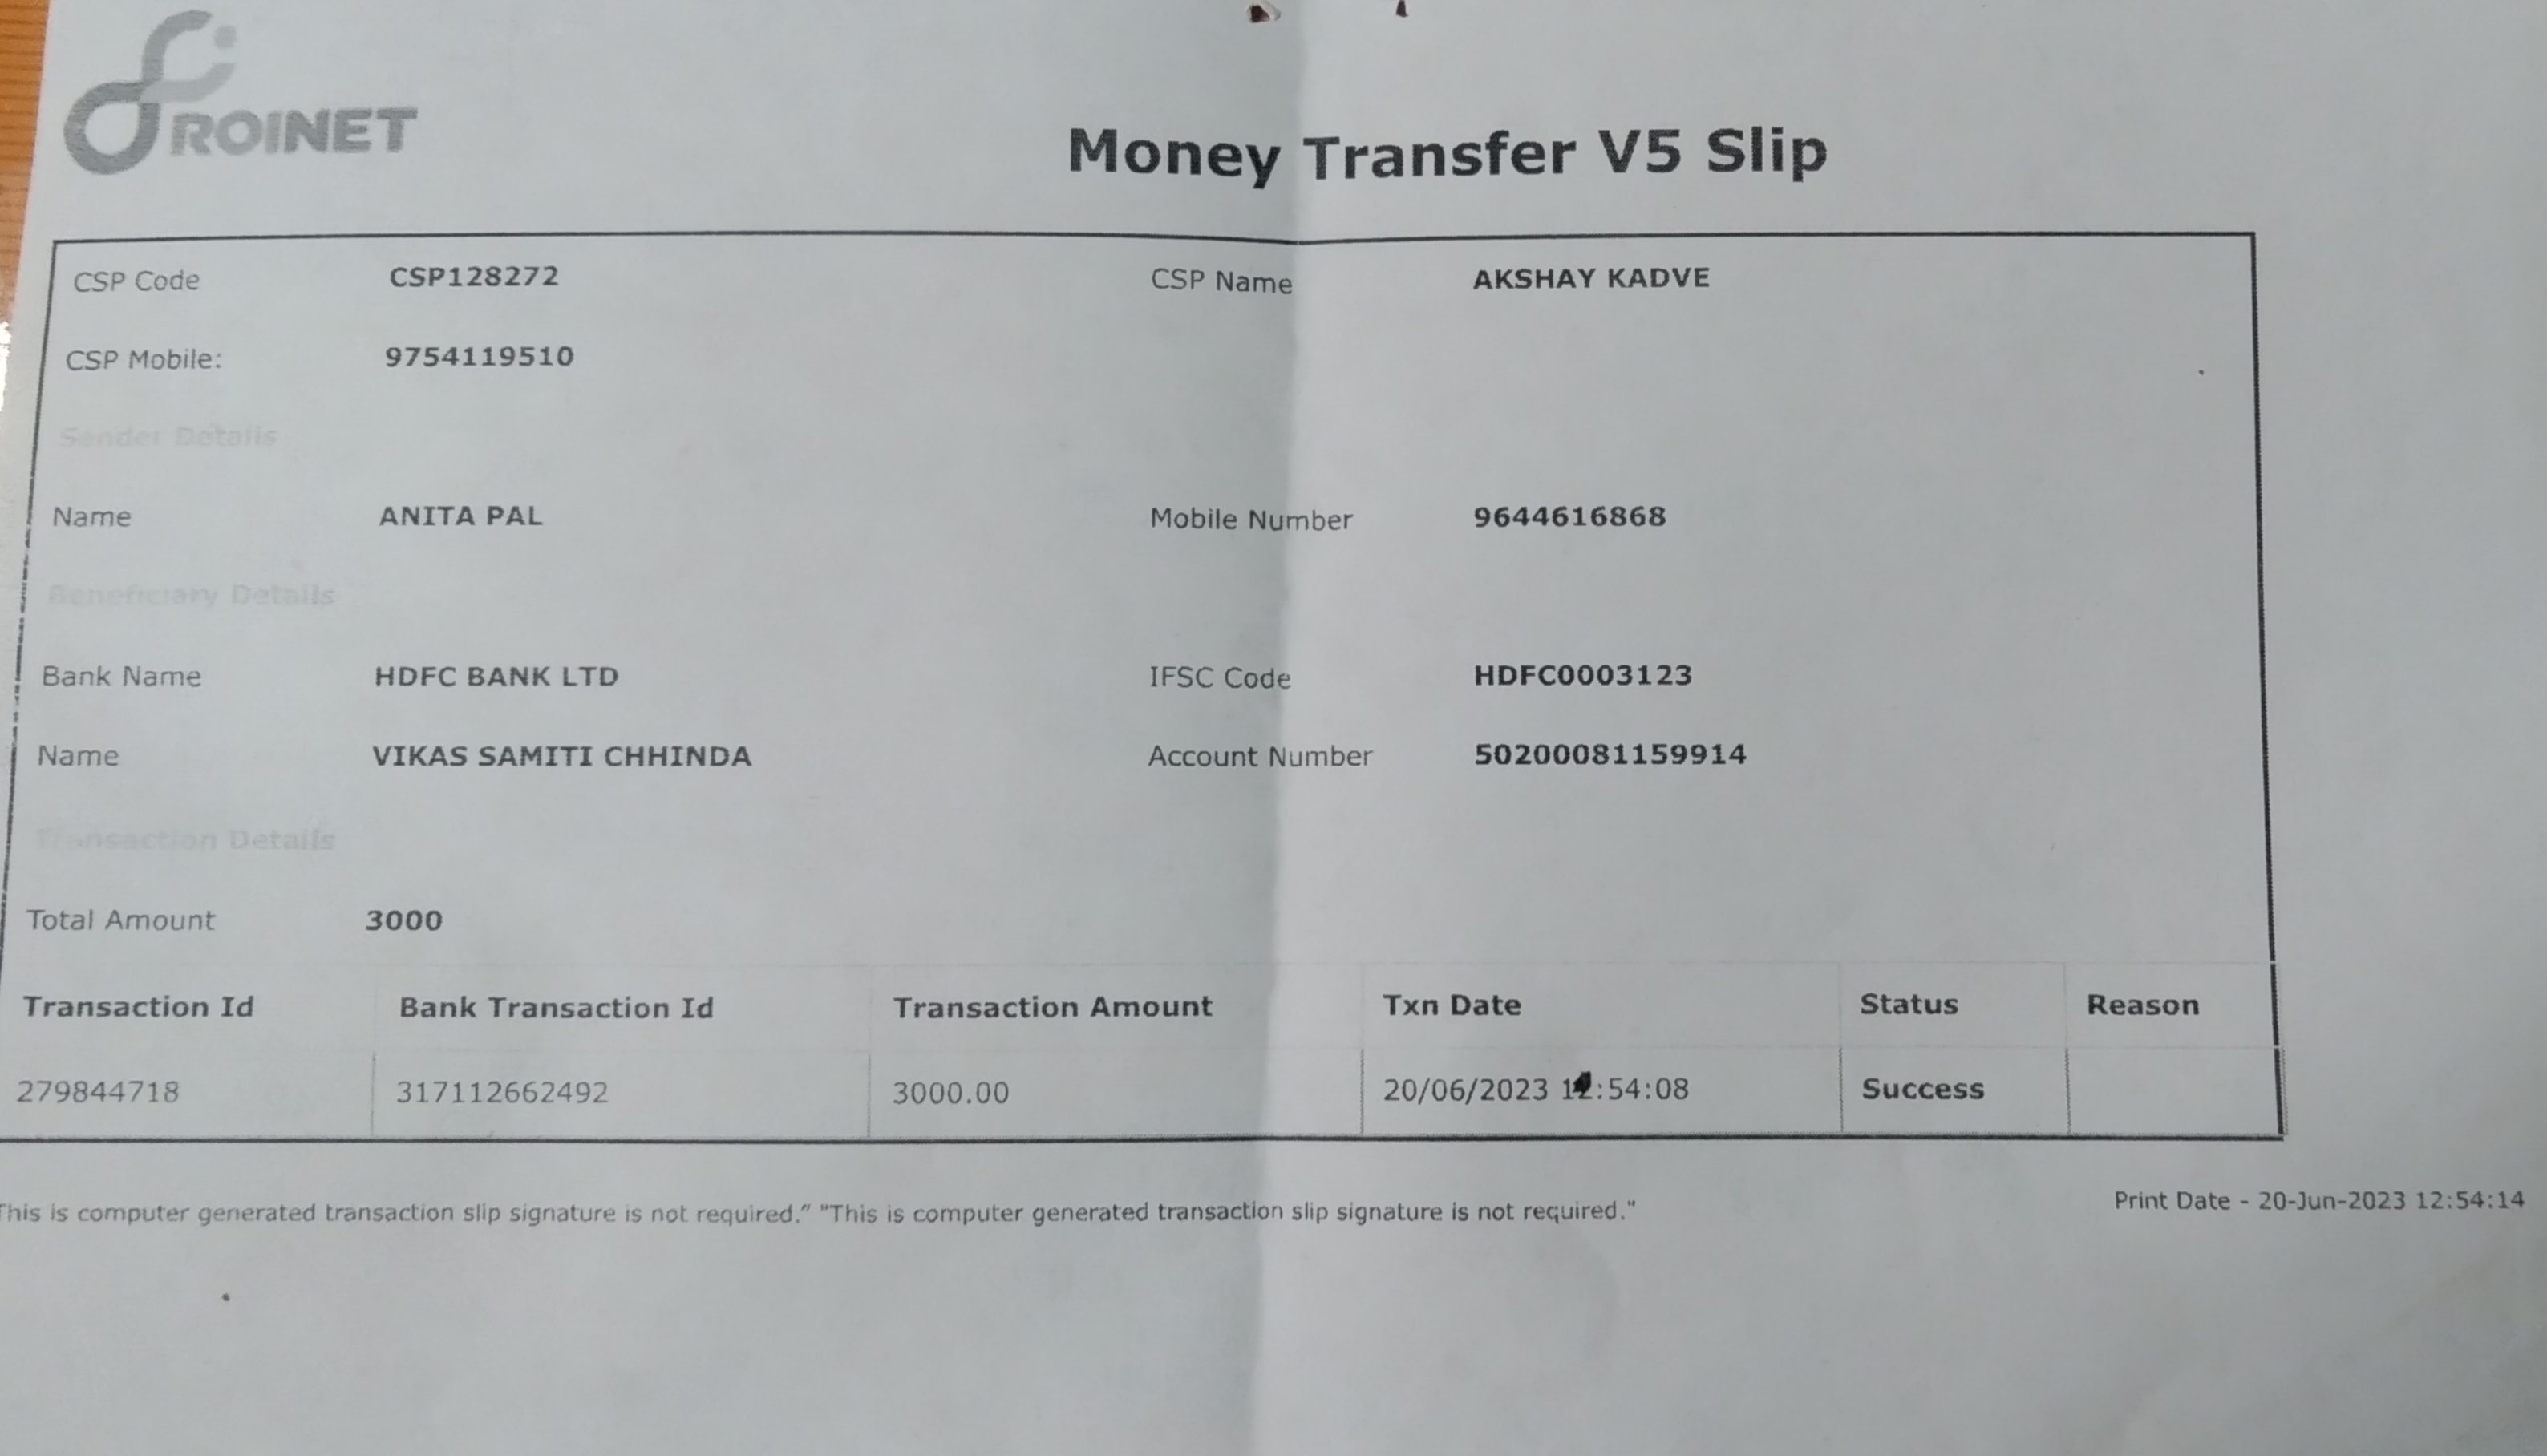 ROINET
Money Transfer V5 Slip
CSP Code CSP128272 CSP Name AKSHAY KADVE
CSP Mobile: 9754119510
Sender Details
Name ANITA PAL Mobile Number 9644616868
Beneficiary Details
Bank Name HDFC BANK LTD IFSC Code HDFC0003123
Name VIKAS SAMITI CHHINDA Account Number 50200081159914
Transaction Details
Total Amount 3000
Transaction Id Bank Transaction Id Transaction Amount Txn Date Status Reason
279844718 317112662492 3000.00 20/06/2023 12:54:08 Success
This is computer generated transaction slip signature is not required." "This is computer generated transaction slip signature is not required."
Print Date - 20-Jun-2023 12:54:14